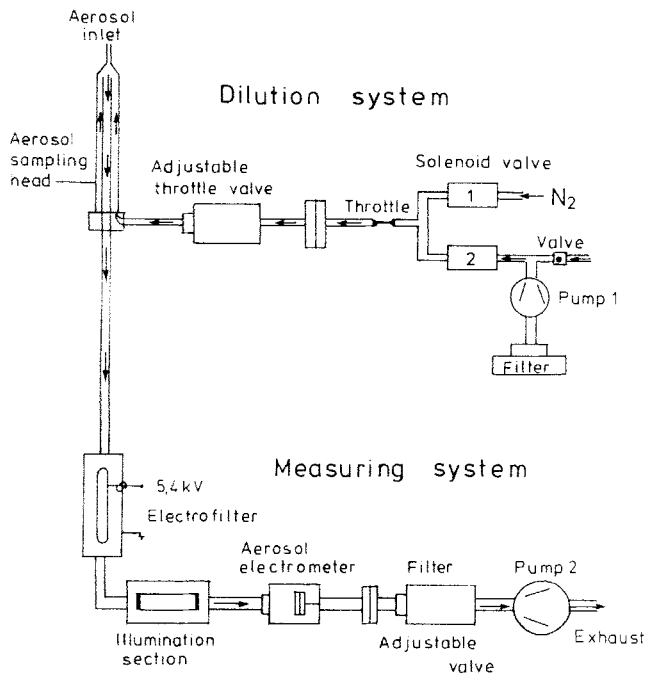 Aerosol
inlet
Dilution system
Aerosol
sampling
head
Adjustable
throttle valve
Throttle
Solenoid valve
1
N2
2
Valve
Pump 1
Filter
Measuring system
5,4 kV
Electrofilter
Aerosol
electrometer
Filter
Pump 2
Illumination
section
Adjustable
valve
Exhaust